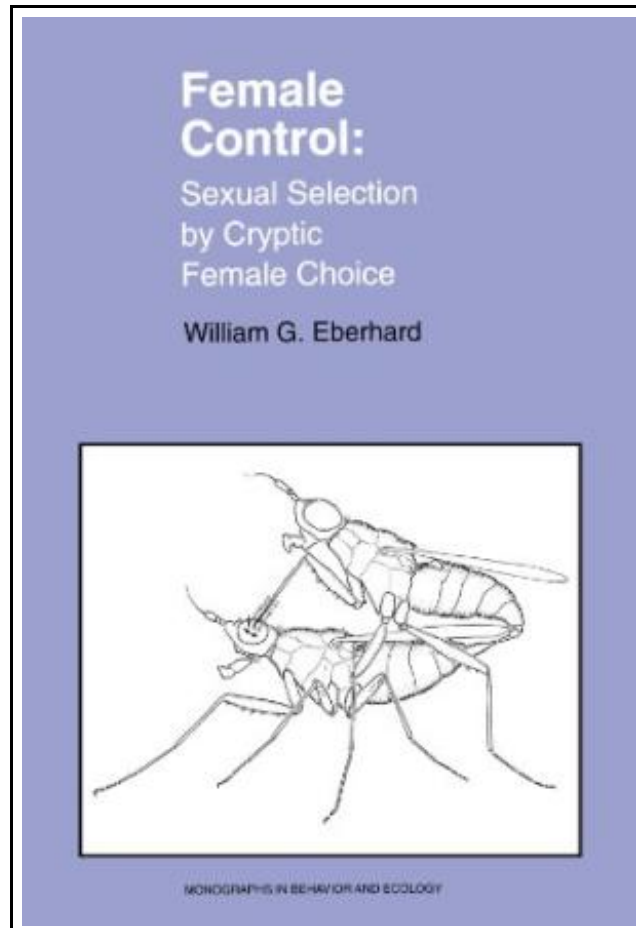 Female
Control:
Sexual Selection
by Cryptic
Female Choice
William G. Eberhard
MONOGRAPHS IN BEHAVIOR AND ECOLOGY